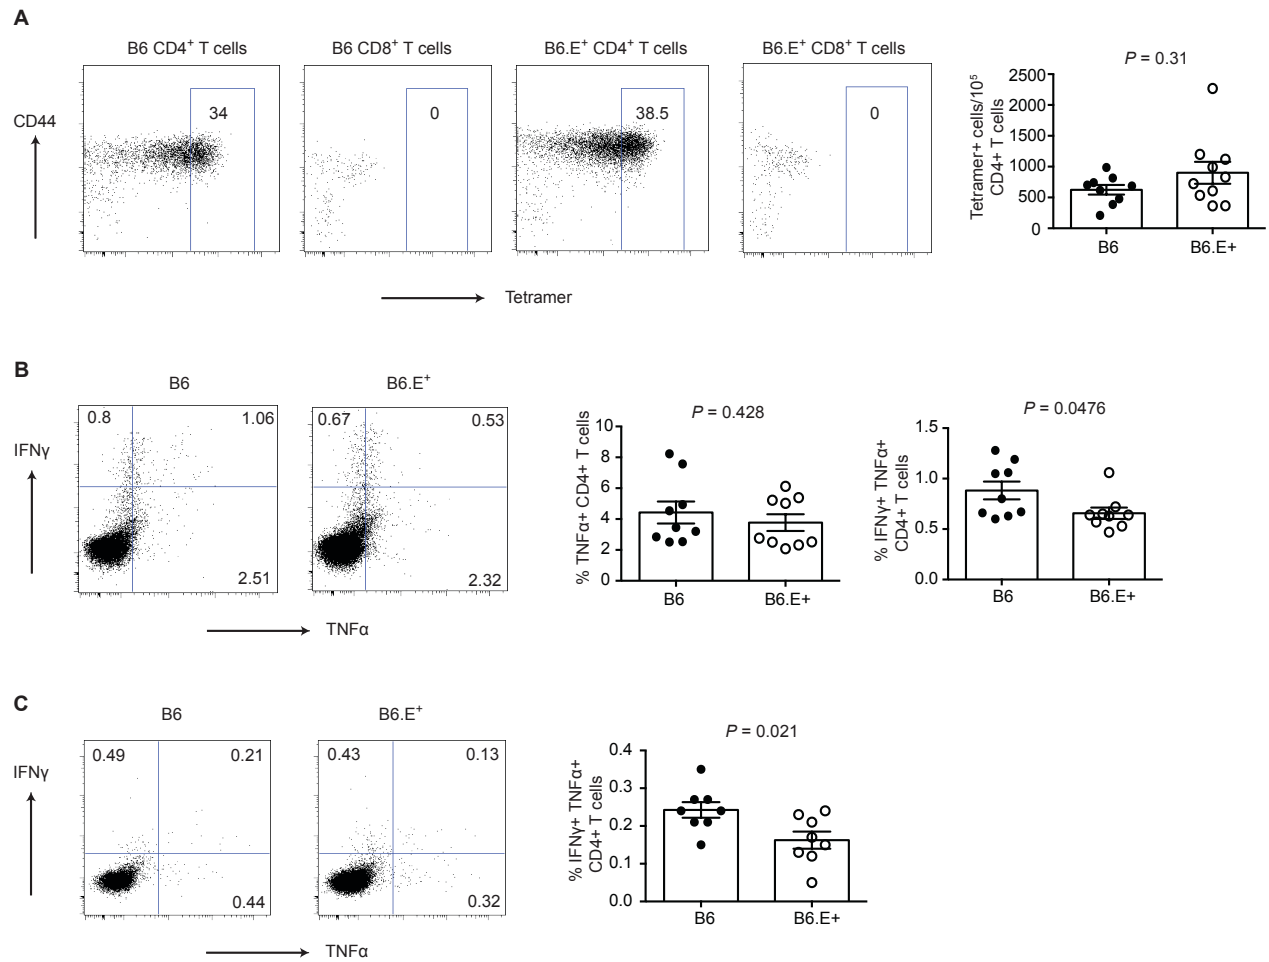 A
B6 CD4⁺ T cells
B6 CD8⁺ T cells
B6.E⁺ CD4⁺ T cells
B6.E⁺ CD8⁺ T cells
CD44
34
0
38.5
0
Tetramer
P = 0.31
Tetramer+ cells/10⁵
CD4+ T cells
2500
2000
1500
1000
500
0
B6
B6.E+
B
B6
B6.E⁺
IFNγ
0.8
1.06
2.51
0.67
0.53
2.32
TNFα
P = 0.428
% TNFα+ CD4+ T cells
10
8
6
4
2
0
B6
B6.E+
P = 0.0476
% IFNγ+ TNFα+
CD4+ T cells
1.5
1.0
0.5
0.0
B6
B6.E+
C
B6
B6.E⁺
IFNγ
0.49
0.21
0.44
0.43
0.13
0.32
TNFα
P = 0.021
% IFNγ+ TNFα+
CD4+ T cells
0.4
0.3
0.2
0.1
0.0
B6
B6.E+